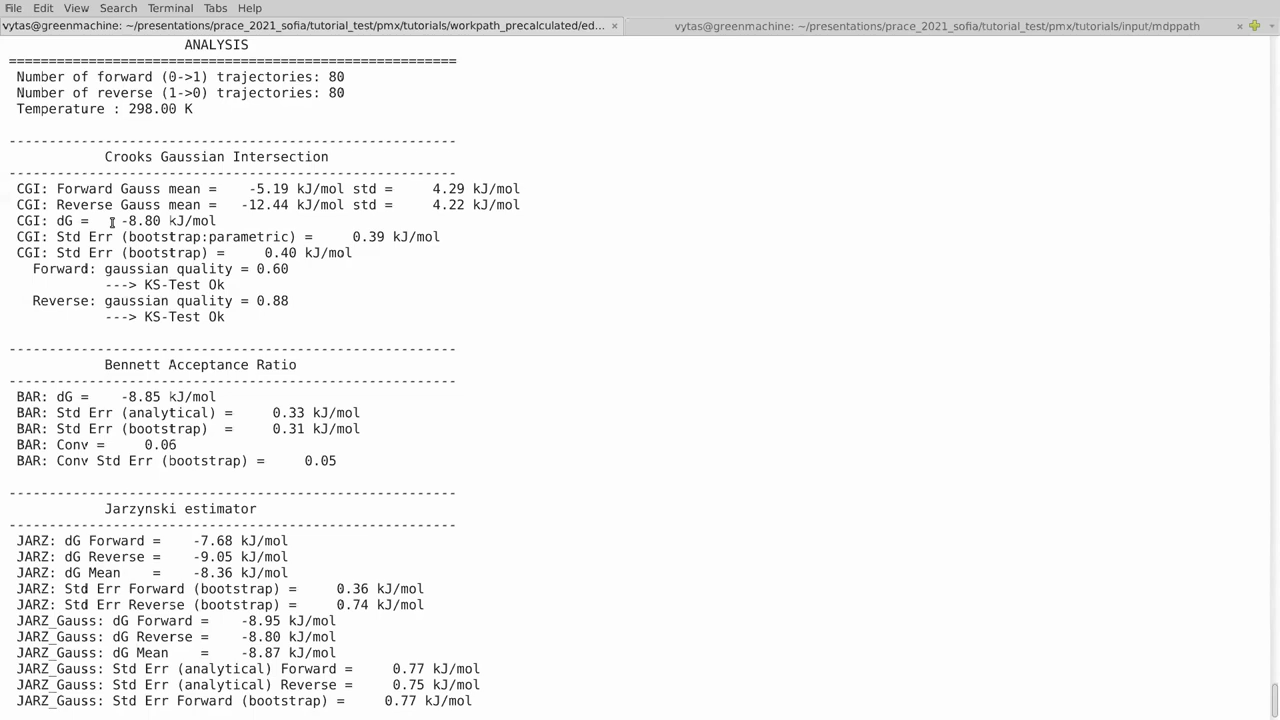 File Edit View Search Terminal Tabs Help
vytas@greenmachine: ~/presentations/prace_2021_sofia/tutorial_test/pmx/tutorials/workpath_precalculated/ed... × vytas@greenmachine: ~/presentations/prace_2021_sofia/tutorial_test/pmx/tutorials/input/mdppath ×
ANALYSIS
========================================================
Number of forward (0->1) trajectories: 80
Number of reverse (1->0) trajectories: 80
Temperature : 298.00 K
--------------------------------------------------------
Crooks Gaussian Intersection
--------------------------------------------------------
CGI: Forward Gauss mean = -5.19 kJ/mol std = 4.29 kJ/mol
CGI: Reverse Gauss mean = -12.44 kJ/mol std = 4.22 kJ/mol
CGI: dG = -8.80 kJ/mol
CGI: Std Err (bootstrap:parametric) = 0.39 kJ/mol
CGI: Std Err (bootstrap) = 0.40 kJ/mol
Forward: gaussian quality = 0.60
---> KS-Test Ok
Reverse: gaussian quality = 0.88
---> KS-Test Ok
--------------------------------------------------------
Bennett Acceptance Ratio
--------------------------------------------------------
BAR: dG = -8.85 kJ/mol
BAR: Std Err (analytical) = 0.33 kJ/mol
BAR: Std Err (bootstrap) = 0.31 kJ/mol
BAR: Conv = 0.06
BAR: Conv Std Err (bootstrap) = 0.05
--------------------------------------------------------
Jarzynski estimator
--------------------------------------------------------
JARZ: dG Forward = -7.68 kJ/mol
JARZ: dG Reverse = -9.05 kJ/mol
JARZ: dG Mean = -8.36 kJ/mol
JARZ: Std Err Forward (bootstrap) = 0.36 kJ/mol
JARZ: Std Err Reverse (bootstrap) = 0.74 kJ/mol
JARZ_Gauss: dG Forward = -8.95 kJ/mol
JARZ_Gauss: dG Reverse = -8.80 kJ/mol
JARZ_Gauss: dG Mean = -8.87 kJ/mol
JARZ_Gauss: Std Err (analytical) Forward = 0.77 kJ/mol
JARZ_Gauss: Std Err (analytical) Reverse = 0.75 kJ/mol
JARZ_Gauss: Std Err Forward (bootstrap) = 0.77 kJ/mol